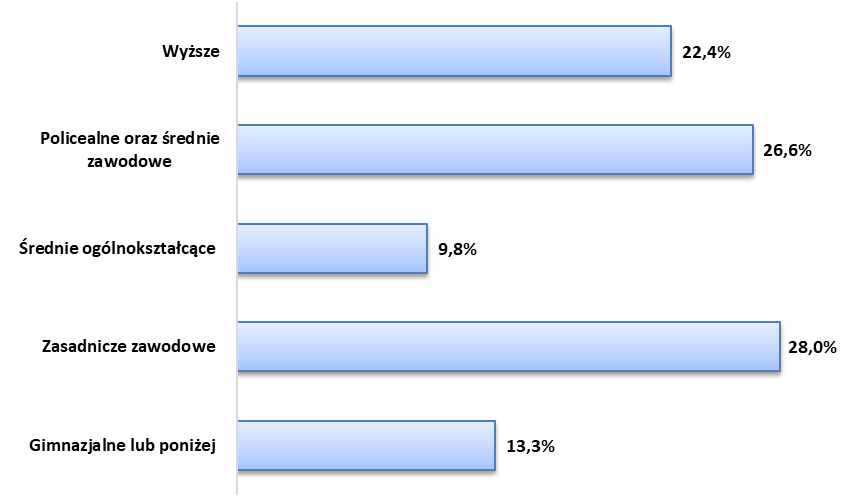 Wyższe
22,4%
Policealne oraz średnie
zawodowe
26,6%
Średnie ogólnokształcące
9,8%
Zasadnicze zawodowe
28,0%
Gimnazjalne lub poniżej
13,3%